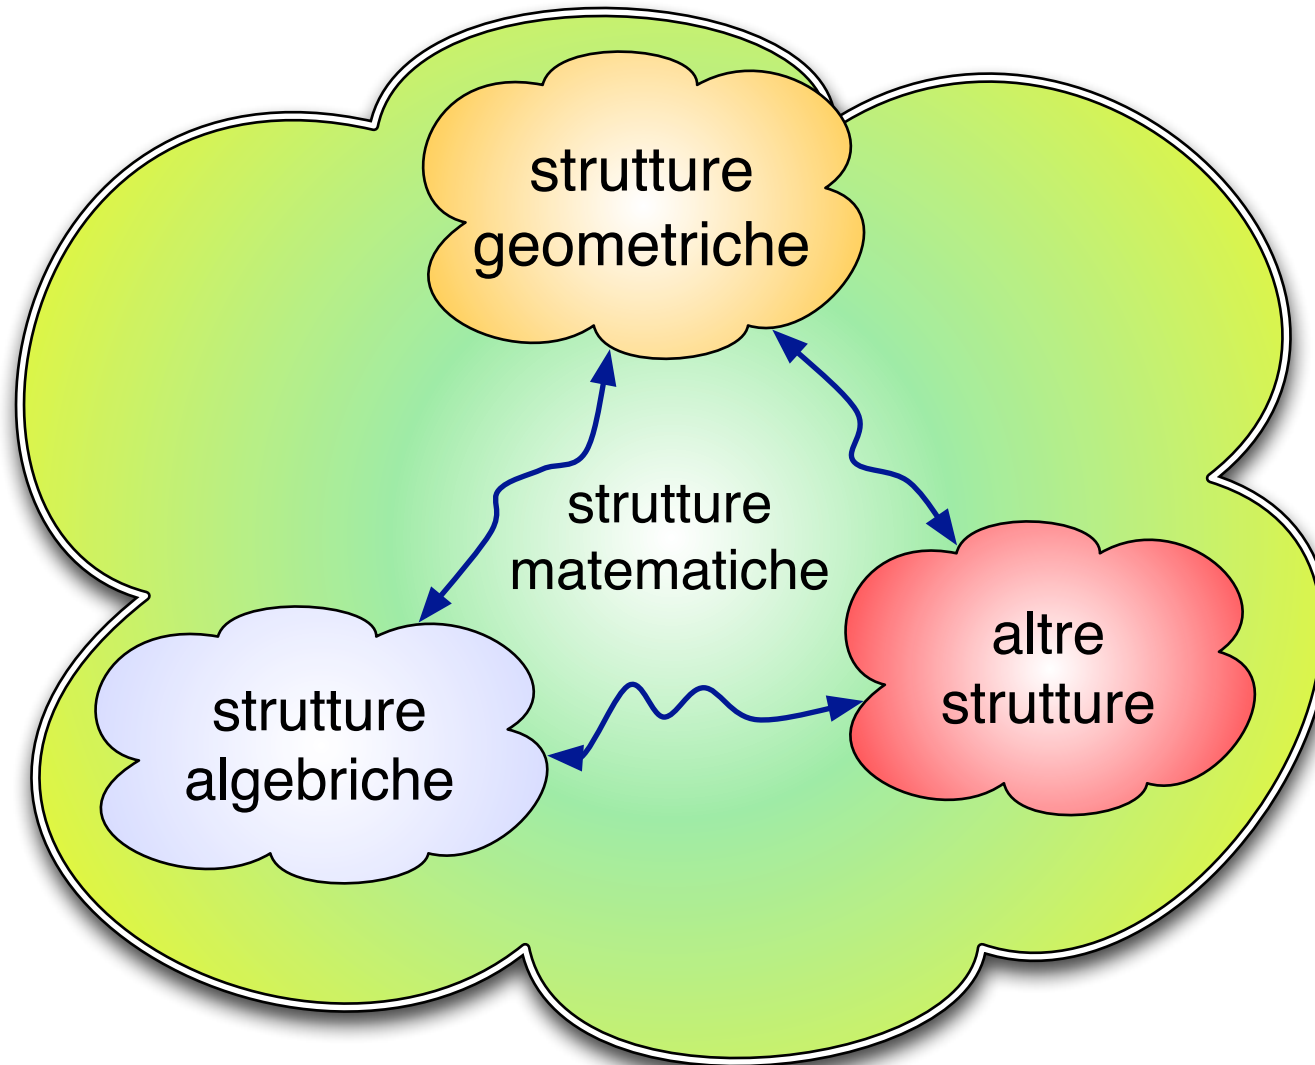 strutture
geometriche
strutture
matematiche
altre
strutture
strutture
algebriche